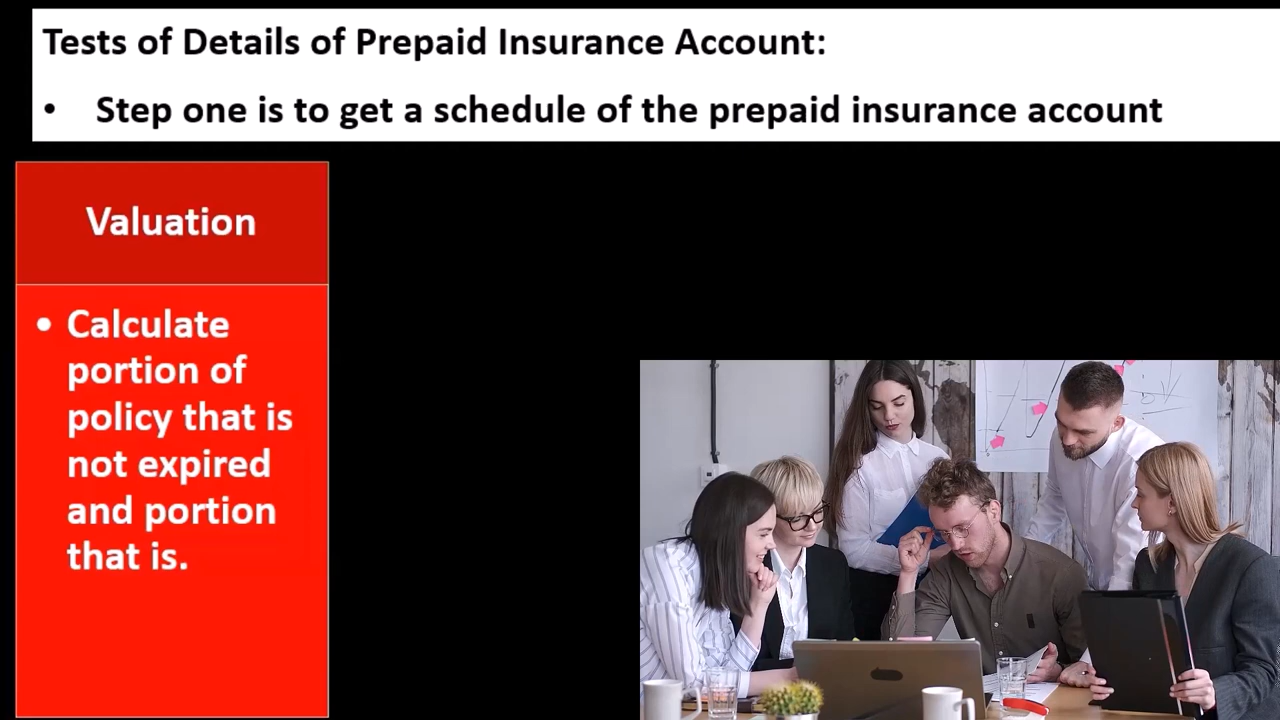 Tests of Details of Prepaid Insurance Account:
• Step one is to get a schedule of the prepaid insurance account
Valuation
• Calculate
portion of
policy that is
not expired
and portion
that is.